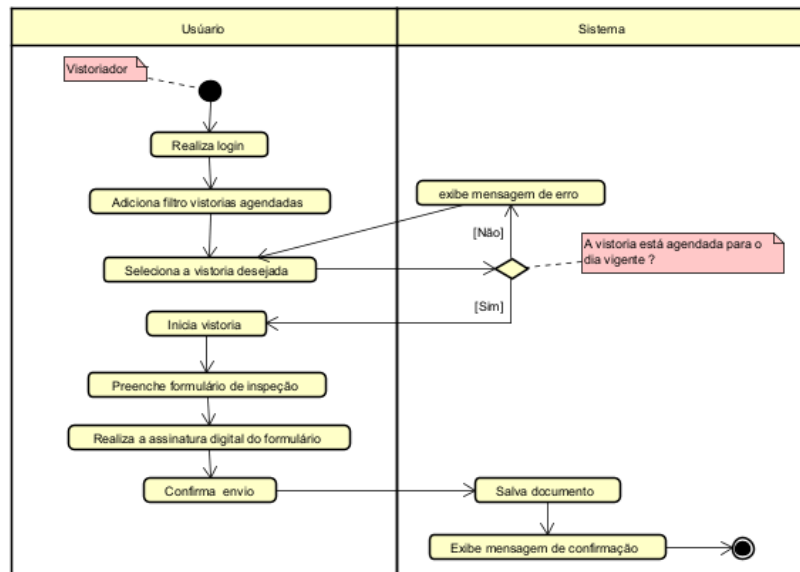 Usúario
Sistema
Vistoriador
Realiza login
Adiciona filtro vistorias agendadas
exibe mensagem de erro
[Não]
A vistoria está agendada para o
dia vigente ?
Seleciona a vistoria desejada
[Sim]
Inicia vistoria
Preenche formulário de inspeção
Realiza a assinatura digital do formulário
Confirma envio
Salva documento
Exibe mensagem de confirmação